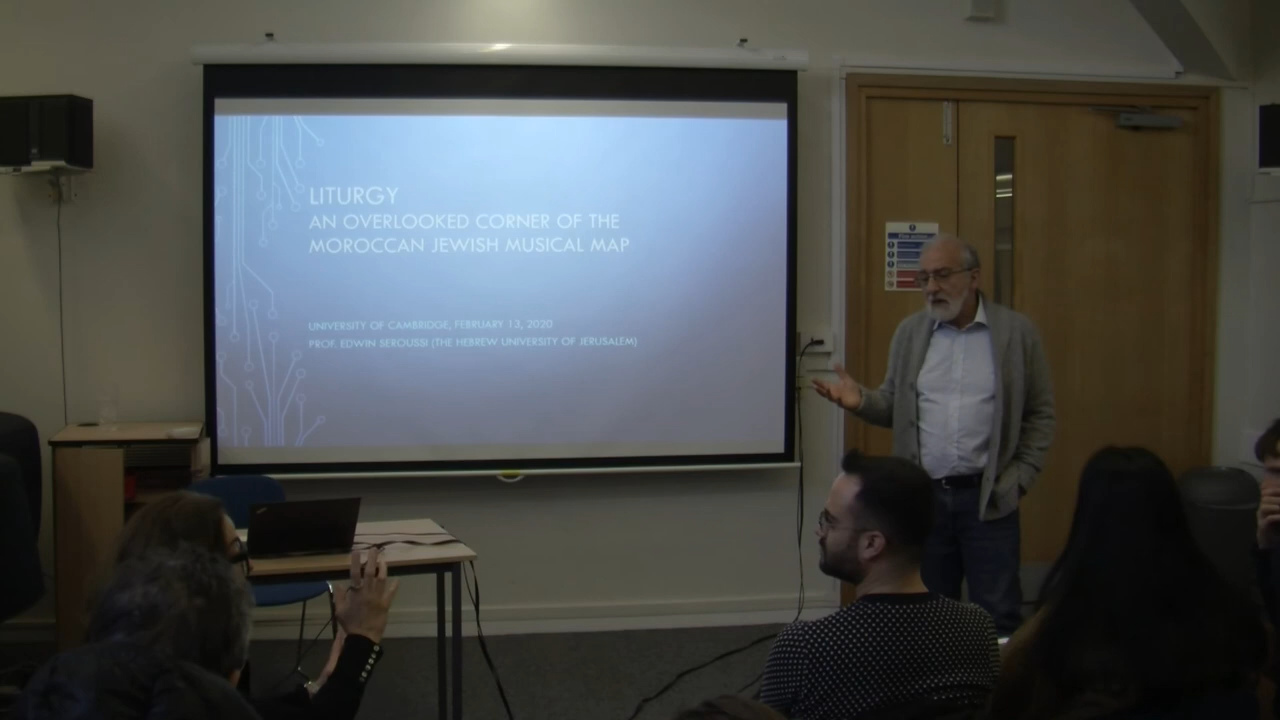 LITURGY
AN OVERLOOKED CORNER OF THE
MOROCCAN JEWISH MUSICAL MAP
UNIVERSITY OF CAMBRIDGE, FEBRUARY 13, 2020
PROF. EDWIN SEROUSSI (THE HEBREW UNIVERSITY OF JERUSALEM)